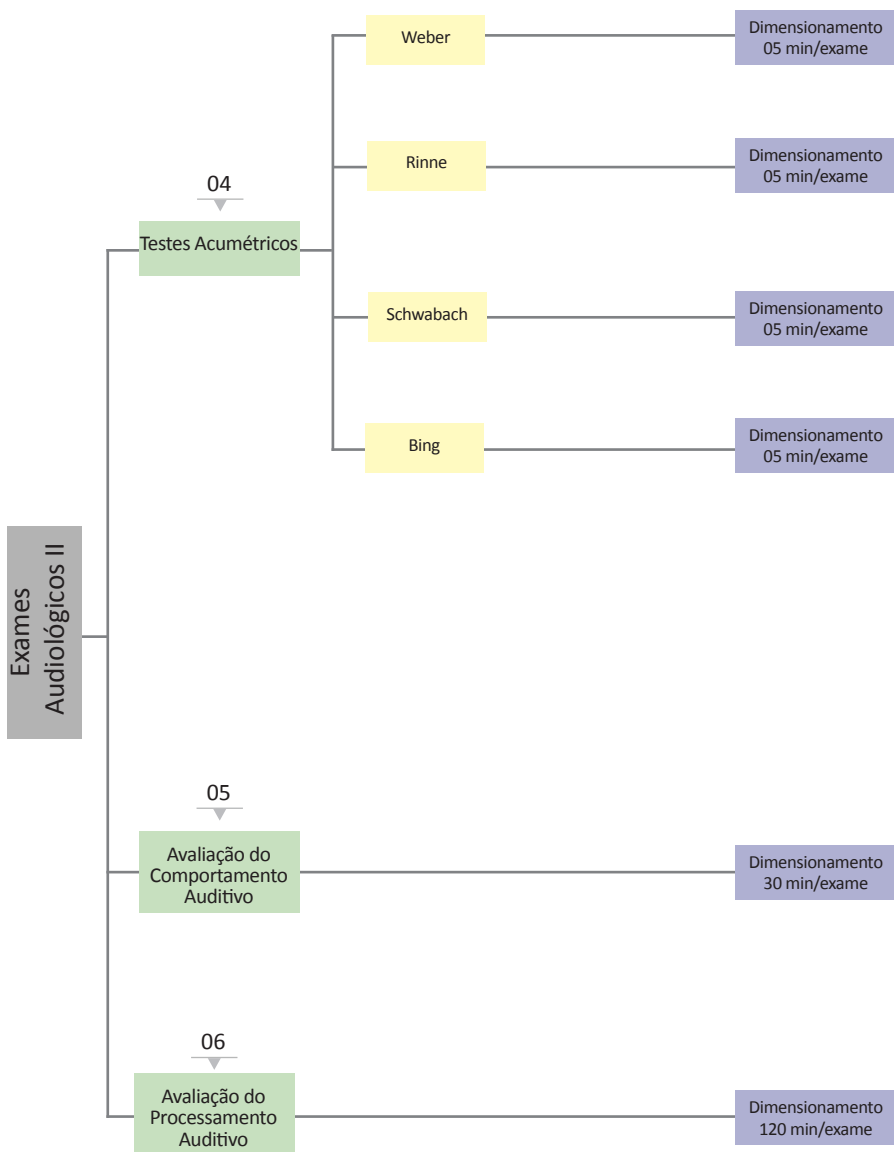 Weber
Dimensionamento
05 min/exame
Rinne
Dimensionamento
05 min/exame
04
Testes Acumétricos
Schwabach
Dimensionamento
05 min/exame
Bing
Dimensionamento
05 min/exame
Exames
Audiológicos II
05
Avaliação do
Comportamento
Auditivo
Dimensionamento
30 min/exame
06
Avaliação do
Processamento
Auditivo
Dimensionamento
120 min/exame